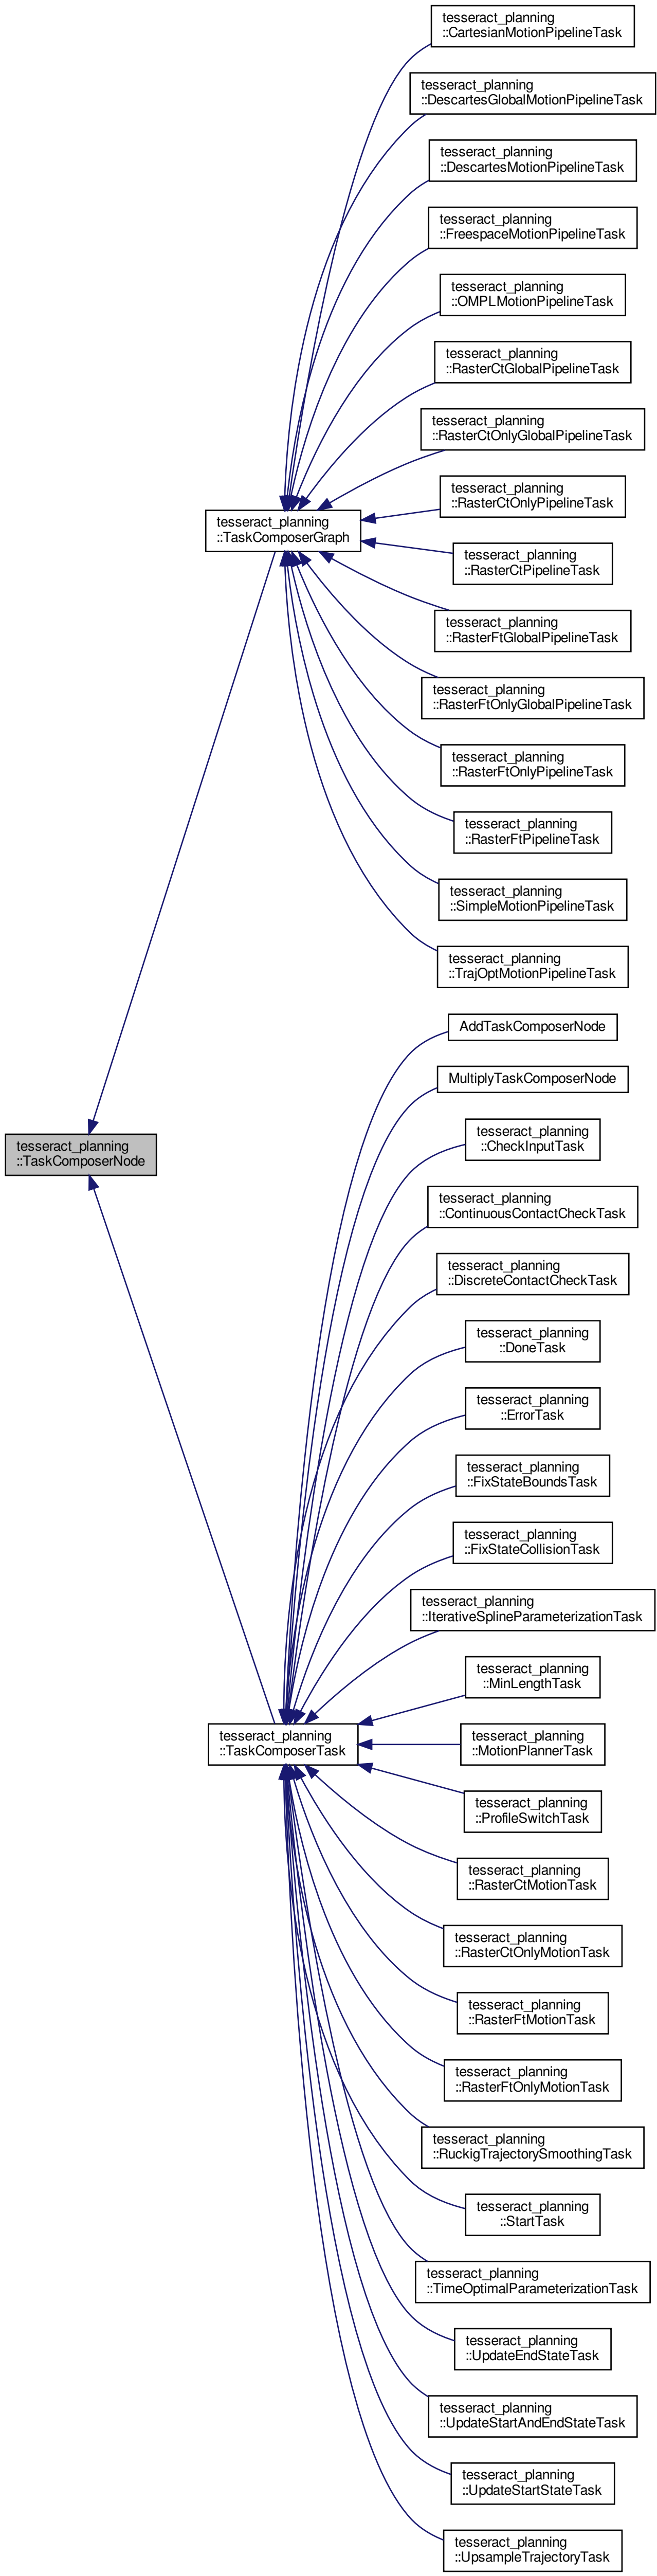 tesseract_planning
::CartesianMotionPipelineTask
tesseract_planning
::DescartesGlobalMotionPipelineTask
tesseract_planning
::DescartesMotionPipelineTask
tesseract_planning
::FreespaceMotionPipelineTask
tesseract_planning
::OMPLMotionPipelineTask
tesseract_planning
::RasterCtGlobalPipelineTask
tesseract_planning
::RasterCtOnlyGlobalPipelineTask
tesseract_planning
::RasterCtOnlyPipelineTask
tesseract_planning
::TaskComposerGraph
tesseract_planning
::RasterCtPipelineTask
tesseract_planning
::RasterFtGlobalPipelineTask
tesseract_planning
::RasterFtOnlyGlobalPipelineTask
tesseract_planning
::RasterFtOnlyPipelineTask
tesseract_planning
::RasterFtPipelineTask
tesseract_planning
::SimpleMotionPipelineTask
tesseract_planning
::TrajOptMotionPipelineTask
AddTaskComposerNode
MultiplyTaskComposerNode
tesseract_planning
::TaskComposerNode
tesseract_planning
::CheckInputTask
tesseract_planning
::ContinuousContactCheckTask
tesseract_planning
::DiscreteContactCheckTask
tesseract_planning
::DoneTask
tesseract_planning
::ErrorTask
tesseract_planning
::FixStateBoundsTask
tesseract_planning
::FixStateCollisionTask
tesseract_planning
::IterativeSplineParameterizationTask
tesseract_planning
::MinLengthTask
tesseract_planning
::TaskComposerTask
tesseract_planning
::MotionPlannerTask
tesseract_planning
::ProfileSwitchTask
tesseract_planning
::RasterCtMotionTask
tesseract_planning
::RasterCtOnlyMotionTask
tesseract_planning
::RasterFtMotionTask
tesseract_planning
::RasterFtOnlyMotionTask
tesseract_planning
::RuckigTrajectorySmoothingTask
tesseract_planning
::StartTask
tesseract_planning
::TimeOptimalParameterizationTask
tesseract_planning
::UpdateEndStateTask
tesseract_planning
::UpdateStartAndEndStateTask
tesseract_planning
::UpdateStartStateTask
tesseract_planning
::UpsampleTrajectoryTask